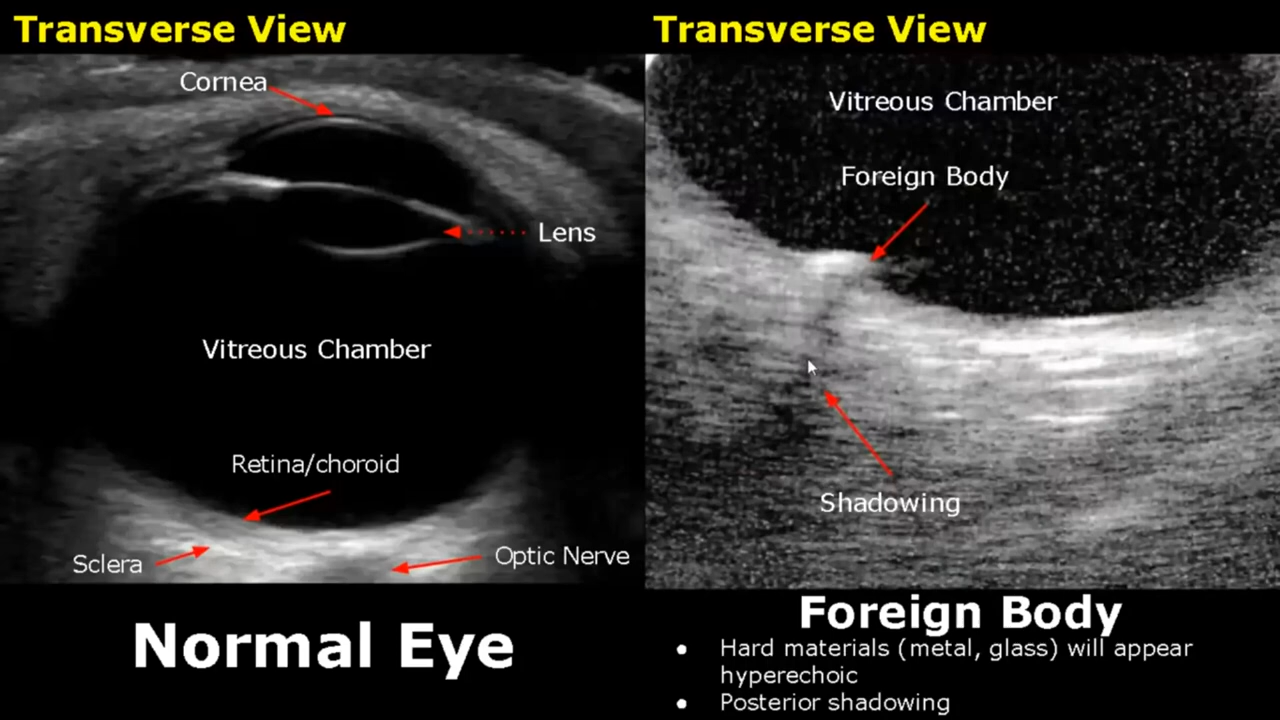 Transverse View
Cornea
Lens
Vitreous Chamber
Retina/choroid
Sclera
Optic Nerve
Normal Eye
Transverse View
Vitreous Chamber
Foreign Body
Shadowing
Foreign Body
• Hard materials (metal, glass) will appear
hyperechoic
• Posterior shadowing